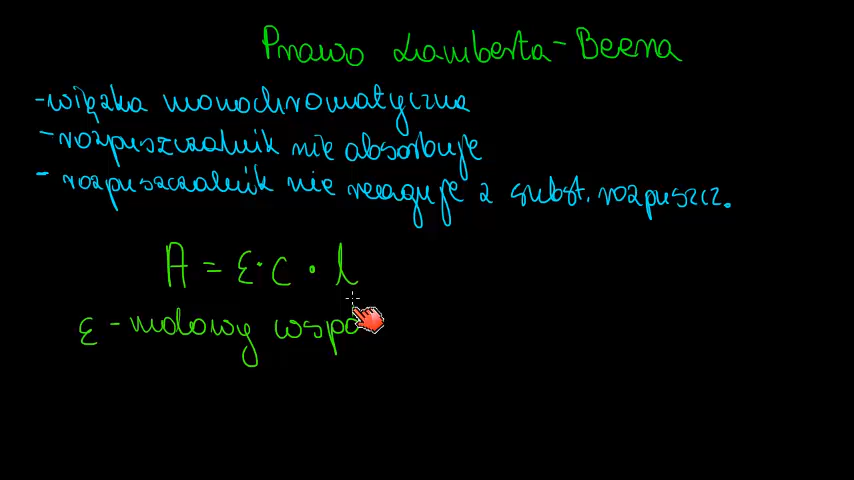 Prawo Lamberta-Beera
- wiązka monochromatyczna
- rozpuszczalnik nie absorbuje
- rozpuszczalnik nie reaguje z subst. rozpuszcz.
A = ε · c · l
ε - molowy wspó